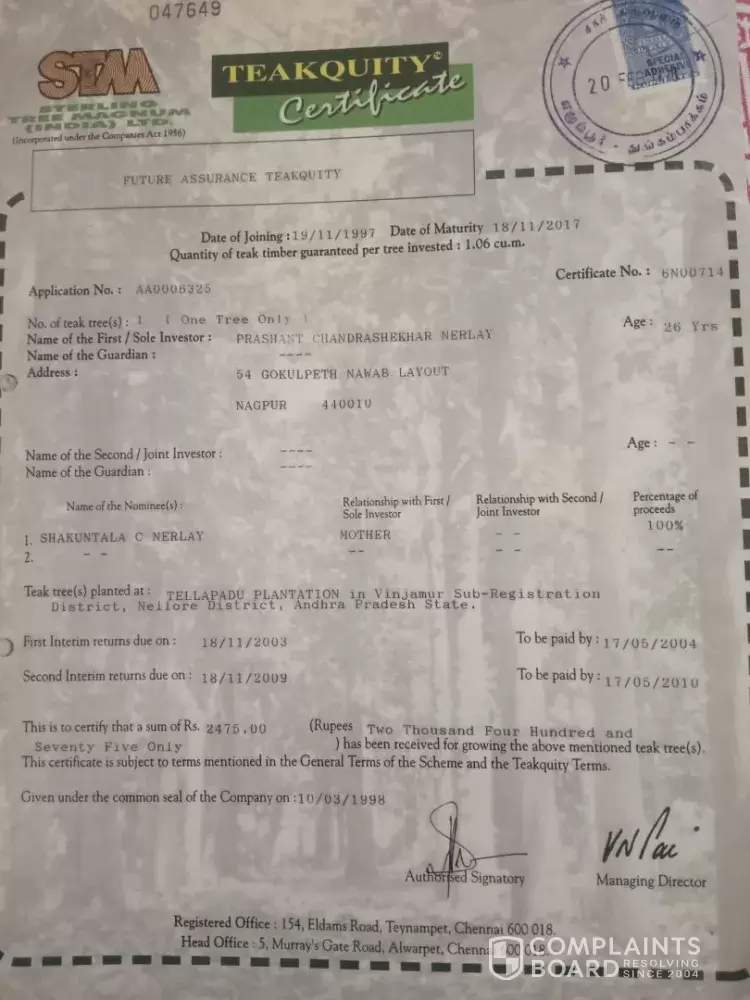 047649
STM
STERLING
TREE MAGNUM
(INDIA) LTD.
(Incorporated under the Companies Act 1956)
TEAKQUITY
Certificate
SPECIAL
ADHESIVE
20
FUTURE ASSURANCE TEAKQUITY
Date of Joining : 19/11/1997 Date of Maturity 18/11/2017
Quantity of teak timber guaranteed per tree invested : 1.06 cu.m.
Certificate No. : 6N00714
Application No. : AA0006325
No. of teak tree(s) : 1 ( One Tree Only )
Age : 26 Yrs
Name of the First / Sole Investor : PRASHANT CHANDRASHEKHAR NERLAY
Name of the Guardian : ----
Address : 54 GOKULPETH NAWAB LAYOUT
NAGPUR 440010
Name of the Second / Joint Investor : ----
Age : - -
Name of the Guardian : ----
Name of the Nominee(s) : Relationship with First / Sole Investor Relationship with Second / Joint Investor Percentage of proceeds
100%
1. SHAKUNTALA C NERLAY MOTHER - -
2. - - -- - - --
Teak tree(s) planted at : TELLAPADU PLANTATION in Vinjamur Sub-Registration
District, Nellore District, Andhra Pradesh State.
First Interim returns due on : 18/11/2003 To be paid by : 17/05/2004
Second Interim returns due on : 18/11/2009 To be paid by : 17/05/2010
This is to certify that a sum of Rs. 2475.00 (Rupees Two Thousand Four Hundred and
Seventy Five Only ) has been received for growing the above mentioned teak tree(s).
This certificate is subject to terms mentioned in the General Terms of the Scheme and the Teakquity Terms.
Given under the common seal of the Company on : 10/03/1998
VN Pai
Authorised Signatory Managing Director
Registered Office : 154, Eldams Road, Teynampet, Chennai 600 018.
Head Office : 5, Murray's Gate Road, Alwarpet, Chennai 600 018.
COMPLAINTS
BOARD RESOLVING SINCE 2004